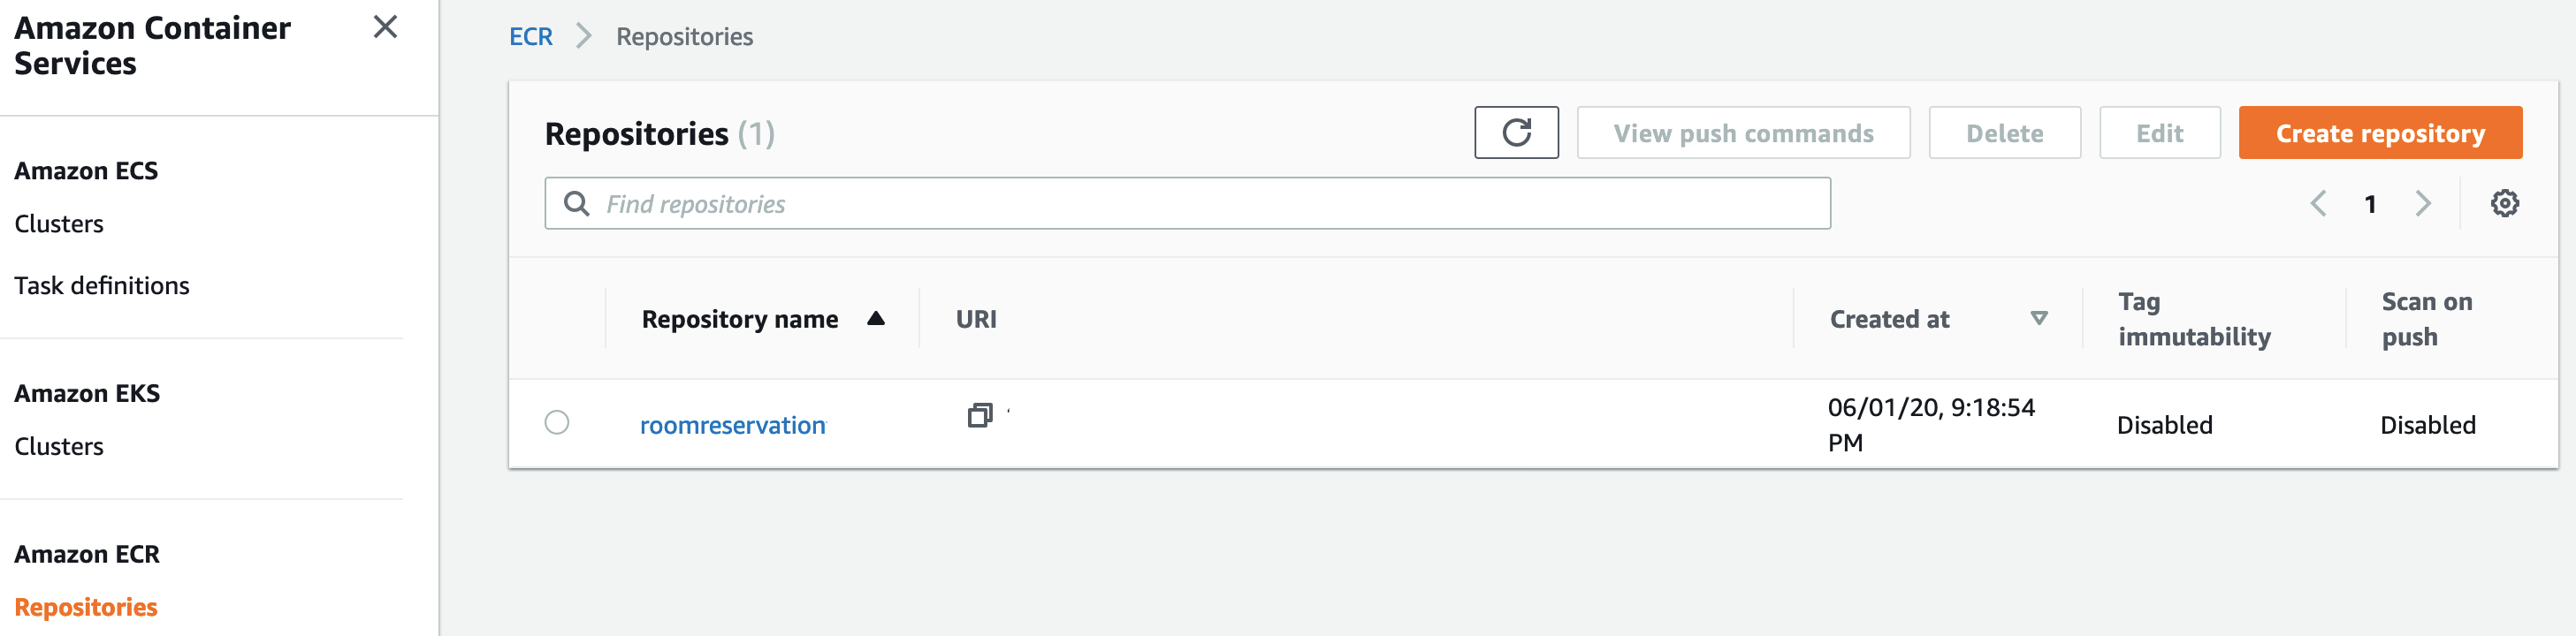 Amazon Container
Services
Amazon ECS
Clusters
Task definitions
Amazon EKS
Clusters
Amazon ECR
Repositories
ECR
Repositories
Repositories (1)
View push commands
Delete
Edit
Create repository
Find repositories
1
Repository name
URI
Created at
Tag
immutability
Scan on
push
roomreservation
06/01/20, 9:18:54
PM
Disabled
Disabled